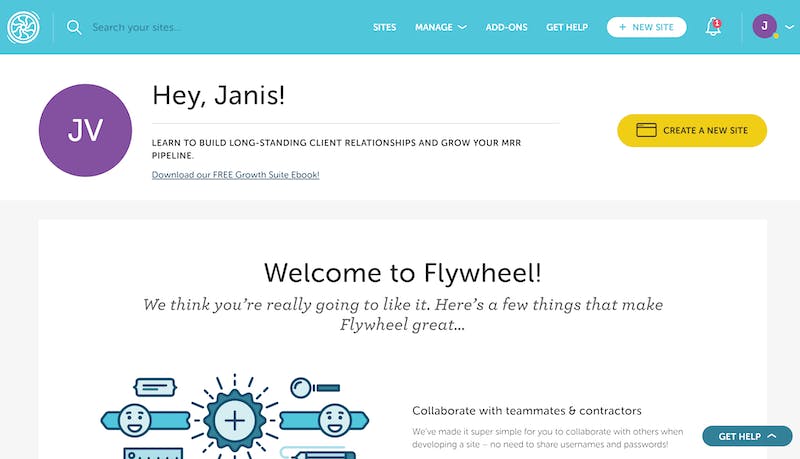 Search your sites...
SITES
MANAGE
ADD-ONS
GET HELP
+ NEW SITE
1
J
JV
Hey, Janis!
LEARN TO BUILD LONG-STANDING CLIENT RELATIONSHIPS AND GROW YOUR MRR
PIPELINE.
Download our FREE Growth Suite Ebook!
CREATE A NEW SITE
Welcome to Flywheel!
We think you're really going to like it. Here's a few things that make
Flywheel great...
Collaborate with teammates & contractors
We've made it super simple for you to collaborate with others when
developing a site – no need to share usernames and passwords!
GET HELP